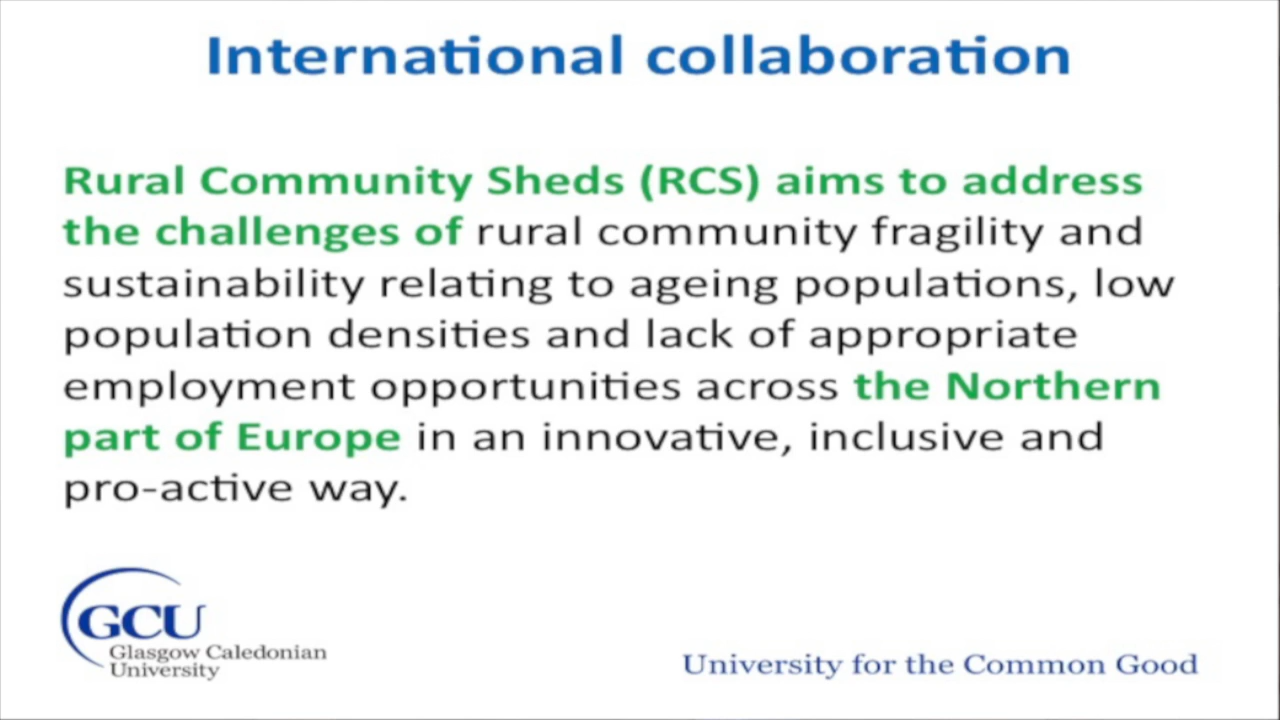 International collaboration
Rural Community Sheds (RCS) aims to address
the challenges of rural community fragility and
sustainability relating to ageing populations, low
population densities and lack of appropriate
employment opportunities across the Northern
part of Europe in an innovative, inclusive and
pro-active way.
GCU
Glasgow Caledonian
University
University for the Common Good